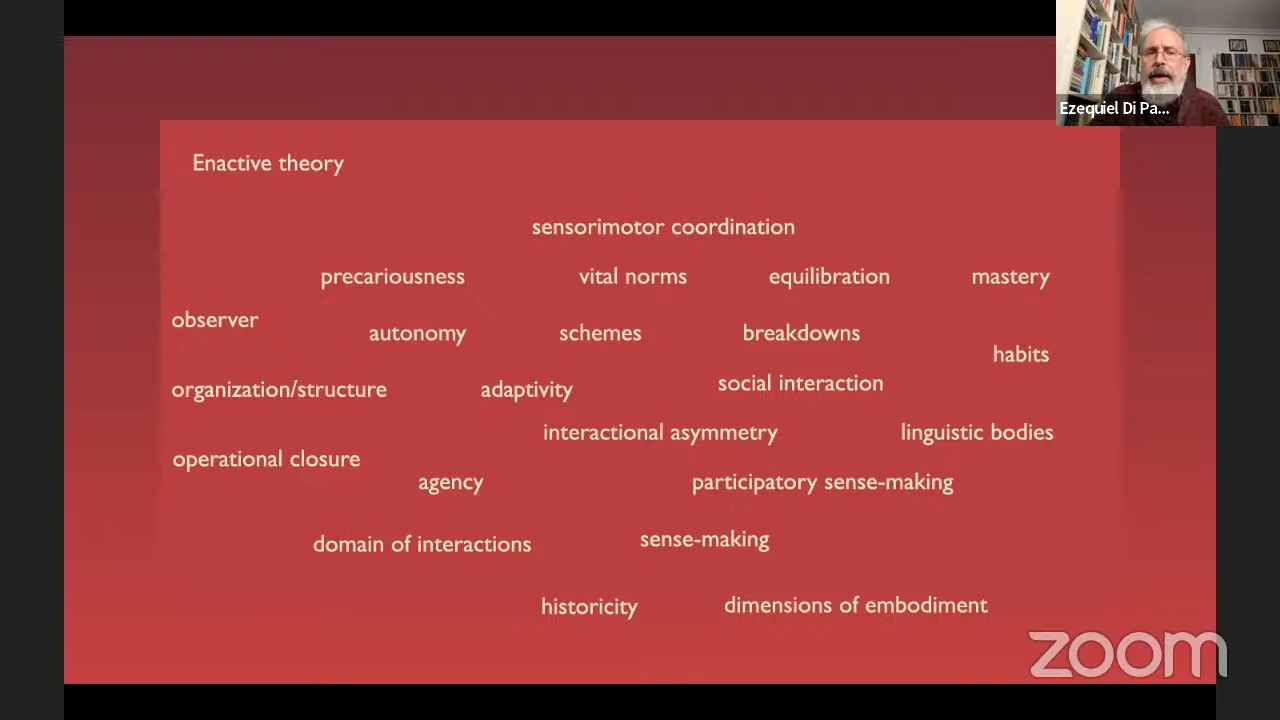 Ezequiel Di Pa...
Enactive theory
sensorimotor coordination
precariousness vital norms equilibration mastery
observer
autonomy schemes breakdowns
habits
organization/structure adaptivity social interaction
interactional asymmetry linguistic bodies
operational closure
agency participatory sense-making
domain of interactions sense-making
historicity dimensions of embodiment
zoom